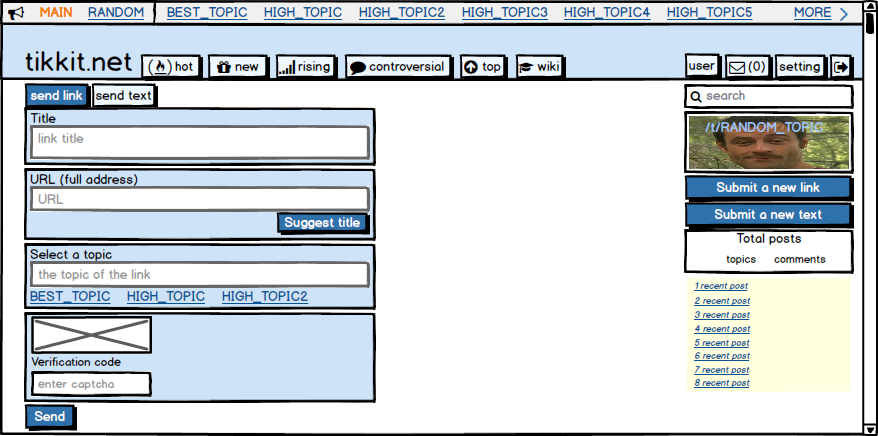 MAIN RANDOM BEST_TOPIC HIGH_TOPIC HIGH_TOPIC2 HIGH_TOPIC3 HIGH_TOPIC4 HIGH_TOPIC5 MORE
tikkit.net hot new rising controversial top wiki user (0) setting
send link send text
search
Title
link title
/t/RANDOM_TOPIC
URL (full address)
URL
Suggest title
Submit a new link
Submit a new text
Select a topic
the topic of the link
BEST_TOPIC HIGH_TOPIC HIGH_TOPIC2
Total posts
topics comments
Verification code
enter captcha
Send
1 recent post
2 recent post
3 recent post
4 recent post
5 recent post
6 recent post
7 recent post
8 recent post